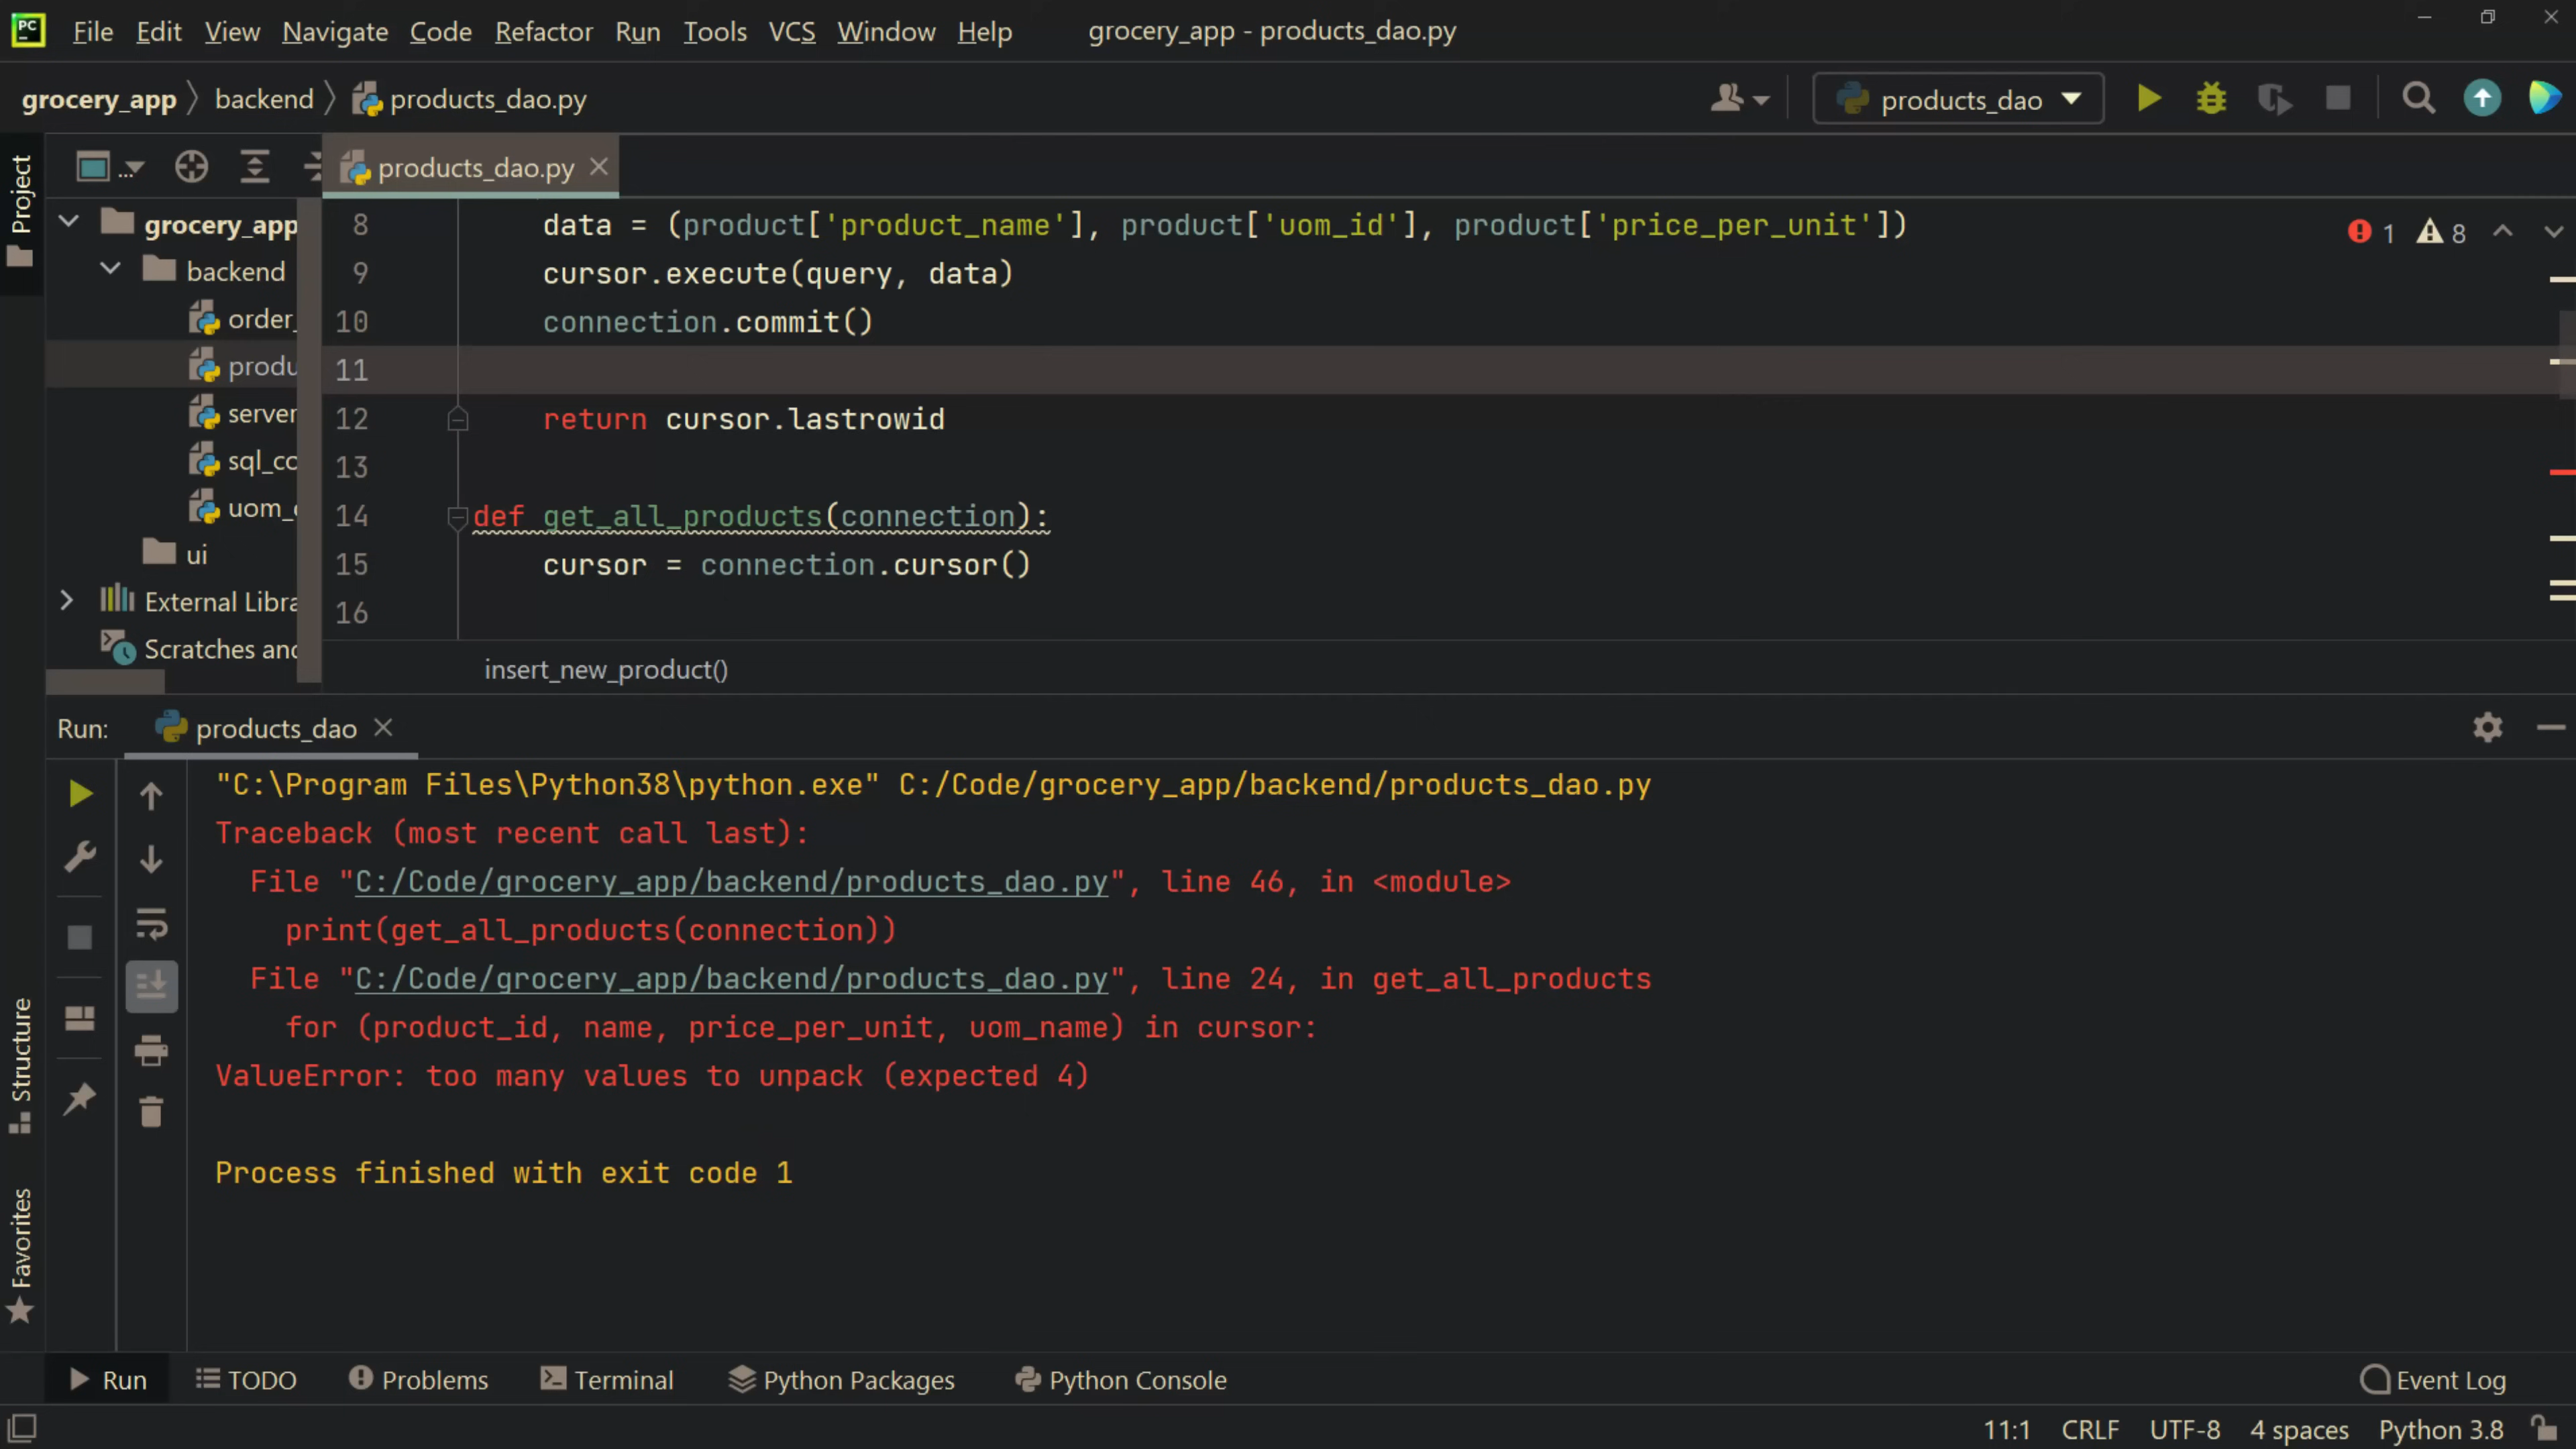 PC File Edit View Navigate Code Refactor Run Tools VCS Window Help grocery_app - products_dao.py
grocery_app backend products_dao.py products_dao
Project
... products_dao.py
grocery_app
backend
order_
produ
server
sql_co
uom_
ui
External Libra
Scratches and
8 data = (product['product_name'], product['uom_id'], product['price_per_unit'])
1 8
9 cursor.execute(query, data)
10 connection.commit()
11
12 return cursor.lastrowid
13
14 def get_all_products(connection):
15 cursor = connection.cursor()
16
insert_new_product()
Run: products_dao
"C:\Program Files\Python38\python.exe" C:/Code/grocery_app/backend/products_dao.py
Traceback (most recent call last):
File "C:/Code/grocery_app/backend/products_dao.py", line 46, in <module>
print(get_all_products(connection))
File "C:/Code/grocery_app/backend/products_dao.py", line 24, in get_all_products
for (product_id, name, price_per_unit, uom_name) in cursor:
ValueError: too many values to unpack (expected 4)
Process finished with exit code 1
Structure
Favorites
Run TODO Problems Terminal Python Packages Python Console Event Log
11:1 CRLF UTF-8 4 spaces Python 3.8